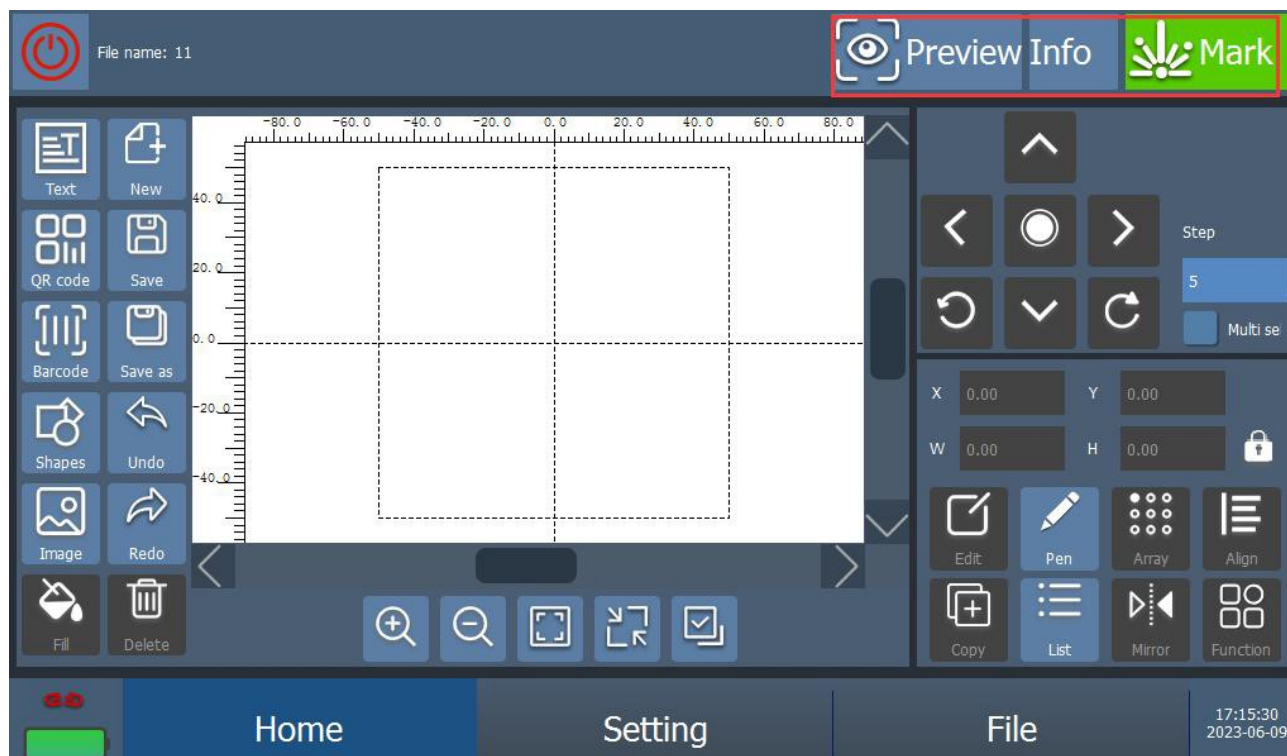 File name: 11
Preview Info Mark
-80.0 -60.0 -40.0 -20.0 0.0 20.0 40.0 60.0 80.0
Text New
40.0
Step
QR code Save
20.0
5
Multi se
0.0
Barcode Save as
X 0.00 Y 0.00
-20.0
W 0.00 H 0.00
Shapes Undo
-40.0
Image Redo
Edit Pen Array Align
Fill Delete
Copy List Mirror Function
Home Setting File
17:15:30
2023-06-09